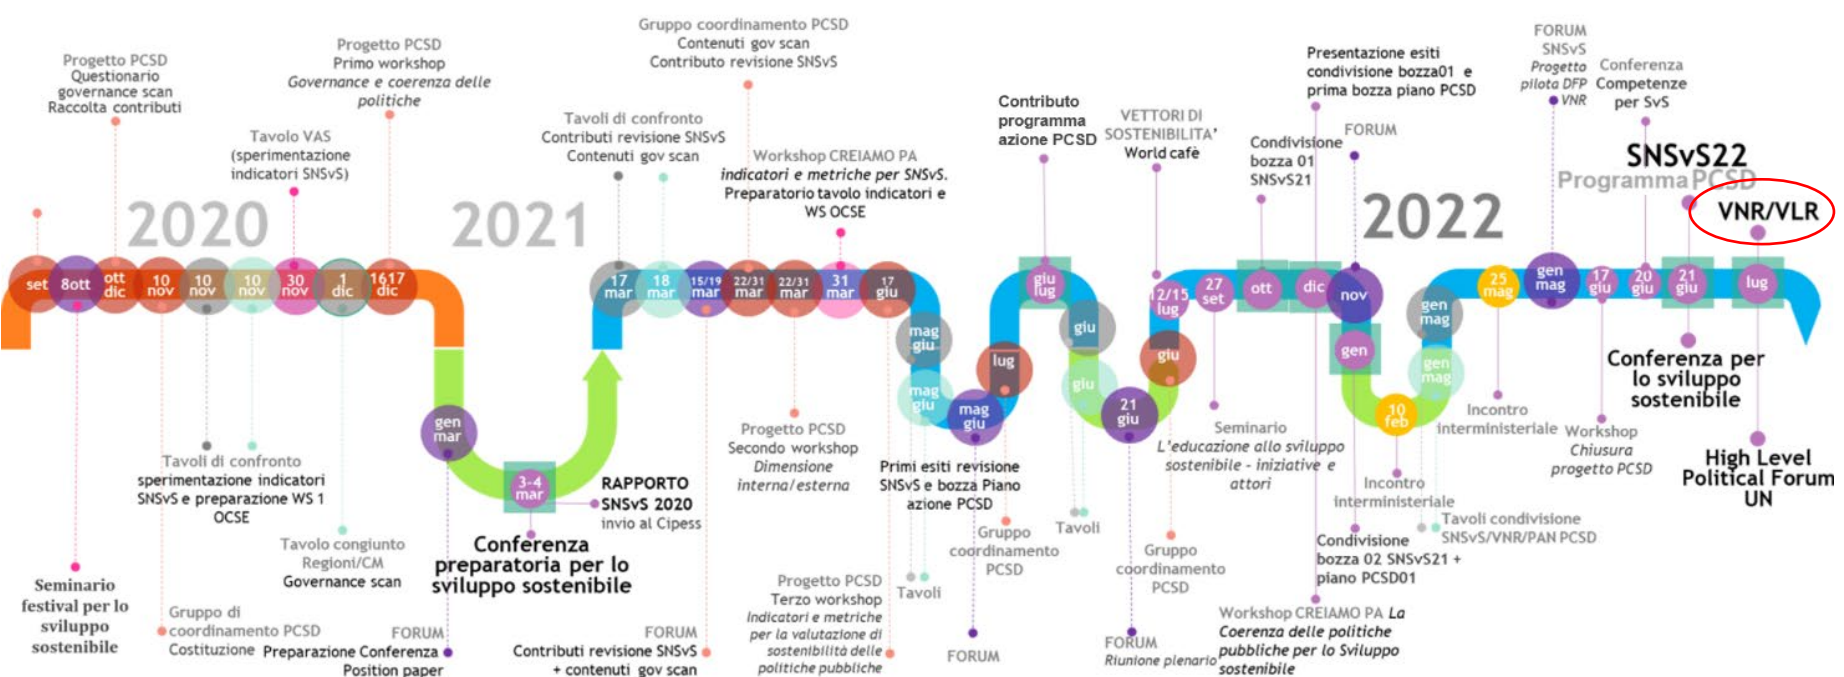 Progetto PCSD
Questionario
governance scan
Raccolta contributi
Progetto PCSD
Primo workshop
Governance e coerenza delle
politiche
Tavolo VAS
(sperimentazione
indicatori SNSvS)
2020
set
8ott
ott
dic
10
nov
10
nov
10
nov
30
nov
1
dic
1617
dic
Seminario
festival per lo
sviluppo
sostenibile
Gruppo di
coordinamento PCSD
Costituzione
Tavoli di confronto
sperimentazione indicatori
SNSvS e preparazione WS 1
OCSE
Tavolo congiunto
Regioni/CM
Governance scan
gen
mar
FORUM
Preparazione Conferenza
Position paper
3-4
mar
RAPPORTO
SNSvS 2020
invio al Cipess
Conferenza
preparatoria per lo
sviluppo sostenibile
2021
Gruppo coordinamento PCSD
Contenuti gov scan
Contributo revisione SNSvS
Tavoli di confronto
Contributi revisione SNSvS
Contenuti gov scan
Workshop CREIAMO PA
indicatori e metriche per SNSvS.
Preparatorio tavolo indicatori e
WS OCSE
17
mar
18
mar
15/19
mar
22/31
mar
22/31
mar
31
mar
17
giu
FORUM
Contributi revisione SNSvS
+ contenuti gov scan
Progetto PCSD
Secondo workshop
Dimensione
interna/esterna
Progetto PCSD
Terzo workshop
Indicatori e metriche
per la valutazione di
sostenibilità delle
politiche pubbliche
mag
giu
mag
giu
Tavoli
mag
giu
Primi esiti revisione
SNSvS e bozza Piano
azione PCSD
FORUM
lug
Gruppo
coordinamento
PCSD
Contributo
programma
azione PCSD
giu
lug
giu
giu
Tavoli
21
giu
FORUM
Riunione plenario
giu
Gruppo
coordinamento
PCSD
VETTORI DI
SOSTENIBILITA'
World cafè
12/15
lug
27
set
Seminario
L'educazione allo sviluppo
sostenibile - iniziative e
attori
Condivisione
bozza 01
SNSvS21
ott
Presentazione esiti
condivisione bozza01 e
prima bozza piano PCSD
dic
Workshop CREIAMO PA La
Coerenza delle politiche
pubbliche per lo Sviluppo
sostenibile
FORUM
nov
2022
gen
Condivisione
bozza 02 SNSvS21 +
piano PCSD01
10
feb
Incontro
interministeriale
gen
mag
gen
mag
Tavoli condivisione
SNSvS/VNR/PAN PCSD
25
mag
Incontro
interministeriale
FORUM
SNSvS
Progetto
pilota DFP
VNR
gen
mag
17
giu
Workshop
Chiusura
progetto PCSD
Conferenza
Competenze
per SvS
20
giu
SNSvS22
Programma PCSD
21
giu
Conferenza per
lo sviluppo
sostenibile
VNR/VLR
lug
High Level
Political Forum
UN